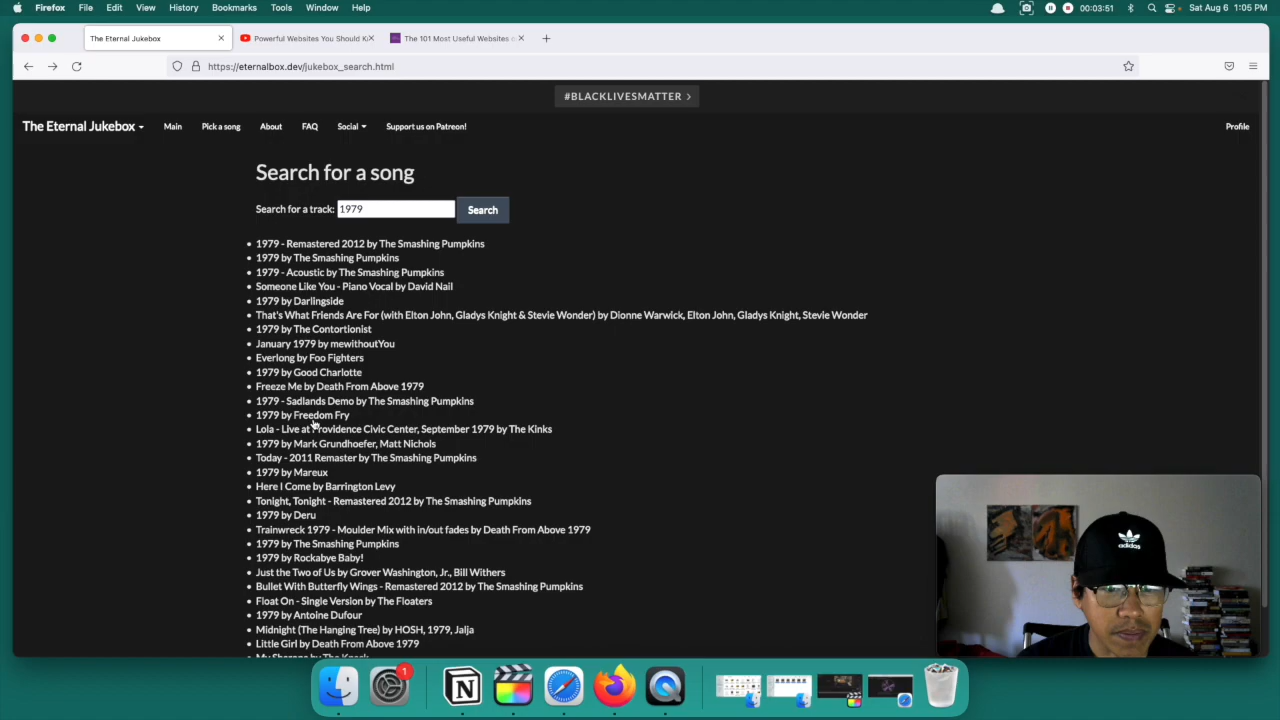 Firefox File Edit View History Bookmarks Tools Window Help 00:03:51 Sat Aug 6 1:05 PM
The Eternal Jukebox Powerful Websites You Should Kn The 101 Most Useful Websites o
https://eternalbox.dev/jukebox_search.html
#BLACKLIVESMATTER
The Eternal Jukebox Main Pick a song About FAQ Social Support us on Patreon! Profile
Search for a song
Search for a track: 1979 Search
1979 - Remastered 2012 by The Smashing Pumpkins
1979 by The Smashing Pumpkins
1979 - Acoustic by The Smashing Pumpkins
Someone Like You - Piano Vocal by David Nail
1979 by Darlingside
That's What Friends Are For (with Elton John, Gladys Knight & Stevie Wonder) by Dionne Warwick, Elton John, Gladys Knight, Stevie Wonder
1979 by The Contortionist
January 1979 by mewithoutYou
Everlong by Foo Fighters
1979 by Good Charlotte
Freeze Me by Death From Above 1979
1979 - Sadlands Demo by The Smashing Pumpkins
1979 by Freedom Fry
Lola - Live at Providence Civic Center, September 1979 by The Kinks
1979 by Mark Grundhoefer, Matt Nichols
Today - 2011 Remaster by The Smashing Pumpkins
1979 by Mareux
Here I Come by Barrington Levy
Tonight, Tonight - Remastered 2012 by The Smashing Pumpkins
1979 by Deru
Trainwreck 1979 - Moulder Mix with in/out fades by Death From Above 1979
1979 by The Smashing Pumpkins
1979 by Rockabye Baby!
Just the Two of Us by Grover Washington, Jr., Bill Withers
Bullet With Butterfly Wings - Remastered 2012 by The Smashing Pumpkins
Float On - Single Version by The Floaters
1979 by Antoine Dufour
Midnight (The Hanging Tree) by HOSH, 1979, Jalja
Little Girl by Death From Above 1979
My Sharona by The Knack
adidas
1
N